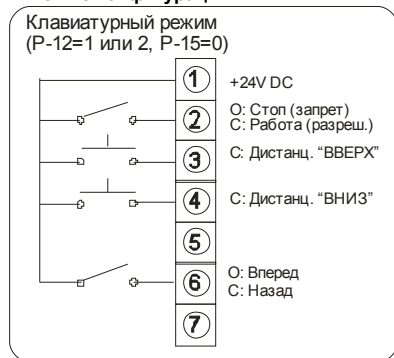 Клавиатурный режим
(P-12=1 или 2, P-15=0)
1 +24V DC
2 О: Стоп (запрет)
С: Работа (разреш.)
3 С: Дистанц. “ВВЕРХ”
4 С: Дистанц. “ВНИЗ”
5
6 О: Вперед
С: Назад
7